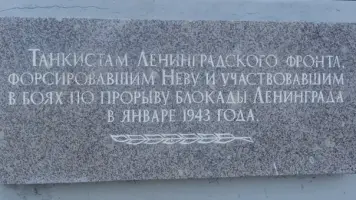 Танкистам Ленинградского фронта,
форсировавшим Неву и участвовавшим
в боях по прорыву блокады Ленинграда
в январе 1943 года.